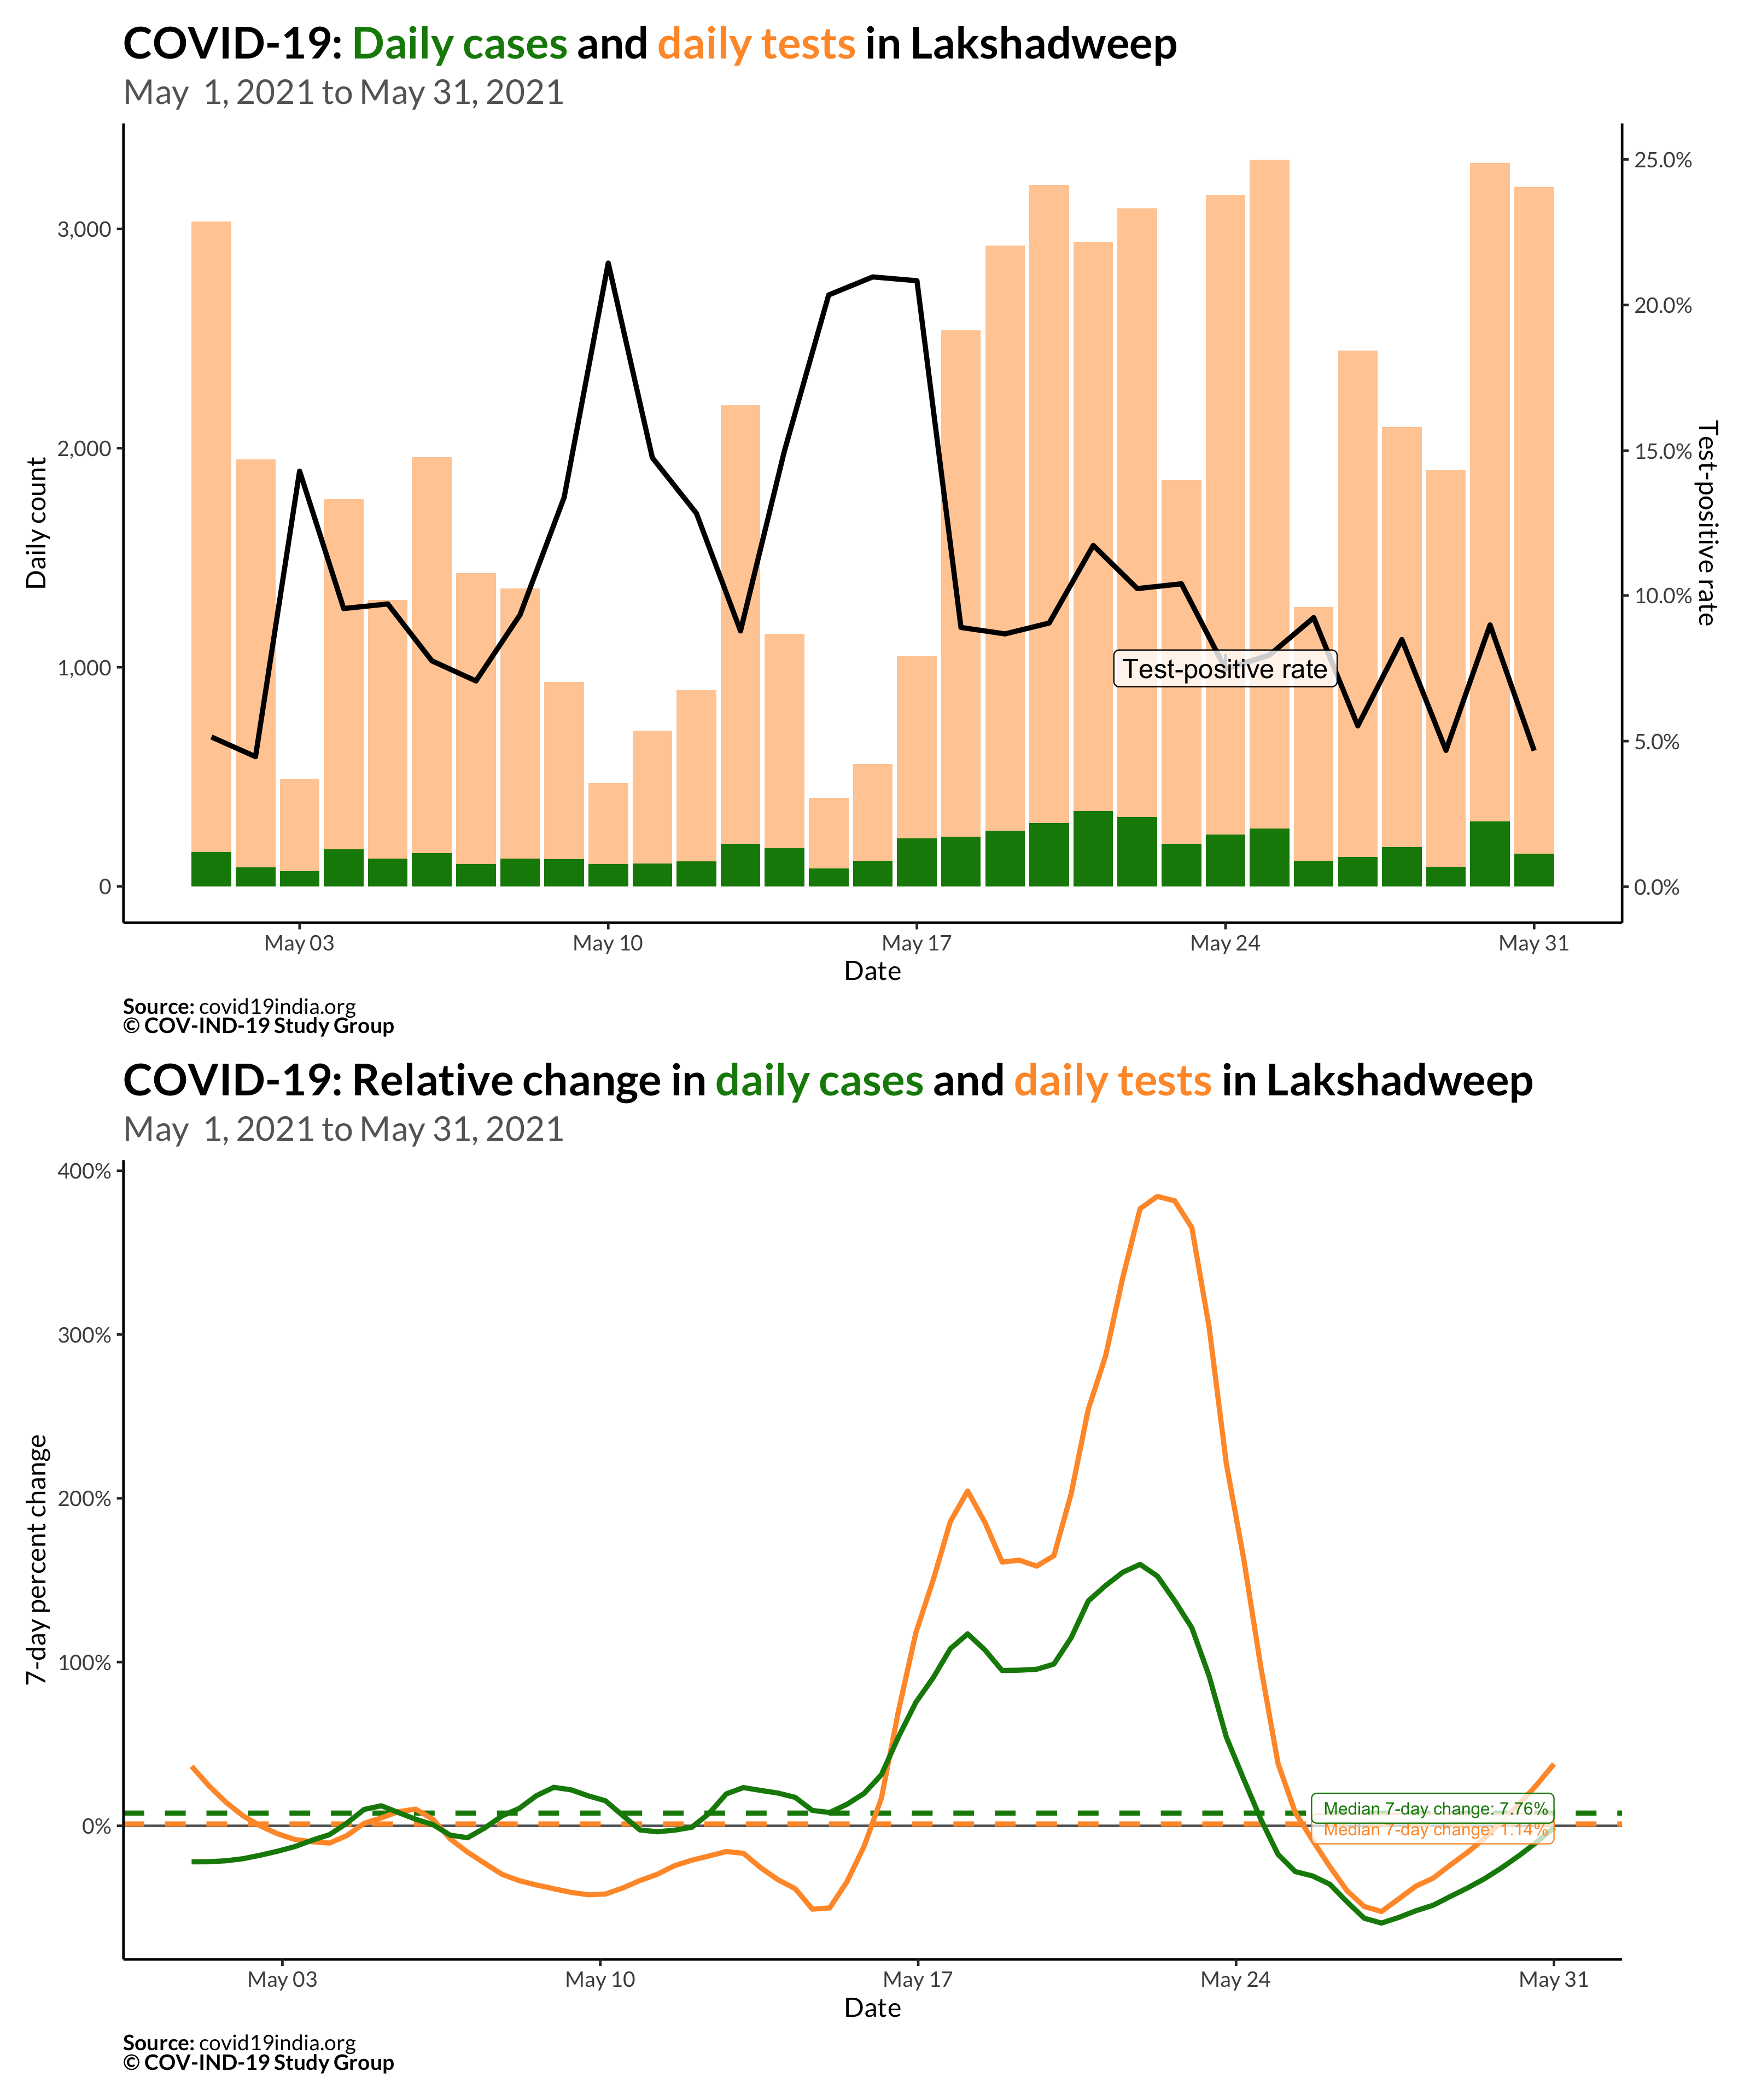 COVID-19: Daily cases and daily tests in Lakshadweep
May 1, 2021 to May 31, 2021
Daily count
3,000
2,000
1,000
0
25.0%
20.0%
15.0%
10.0%
5.0%
0.0%
Test-positive rate
Test-positive rate
May 03
May 10
May 17
May 24
May 31
Date
Source: covid19india.org
© COV-IND-19 Study Group
COVID-19: Relative change in daily cases and daily tests in Lakshadweep
May 1, 2021 to May 31, 2021
7-day percent change
400%
300%
200%
100%
0%
Median 7-day change: 7.76%
Median 7-day change: 1.14%
May 03
May 10
May 17
May 24
May 31
Date
Source: covid19india.org
© COV-IND-19 Study Group